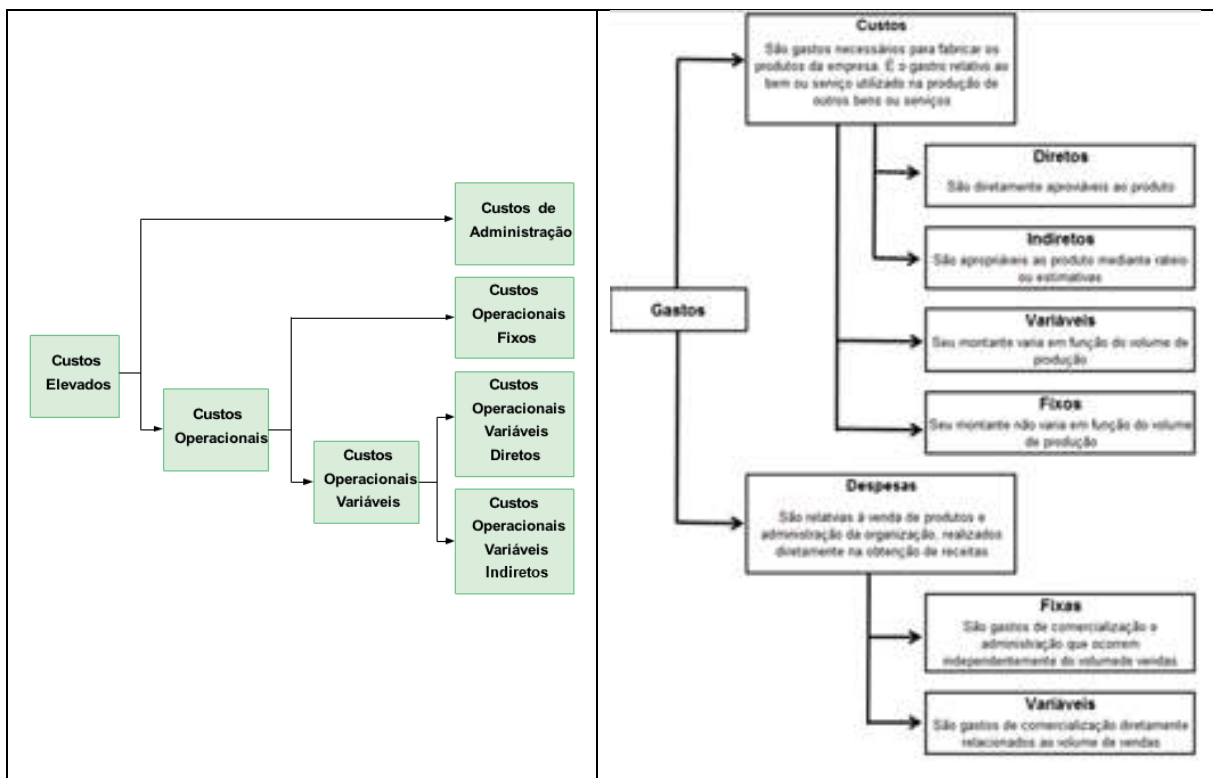 Custos de
Administração
Custos
Operacionais
Fixos
Custos
Elevados
Custos
Operacionais
Custos
Operacionais
Variáveis
Custos
Operacionais
Variáveis
Diretos
Custos
Operacionais
Variáveis
Indiretos
Gastos
Custos
São gastos necessários para fabricar os
produtos da empresa. É o gastro relativo ao
bem ou serviço utilizado na produção de
outros bens ou serviços
Diretos
São diretamente aprováveis ao produto
Indiretos
São apropriáveis ao produto mediante rateio
ou estimativas
Variáveis
Seu montante varia em função do volume de
produção
Fixos
Seu montante não varia em função do volume
de produção
Despesas
São relativas à venda de produtos e
administração da organização, realizados
diretamente na obtenção de receitas
Fixas
São gastos de comercialização e
administração que ocorrem
independentemente do volumede vendas
Variáveis
São gastos de comercialização diretamente
relacionados ao volume de vendas